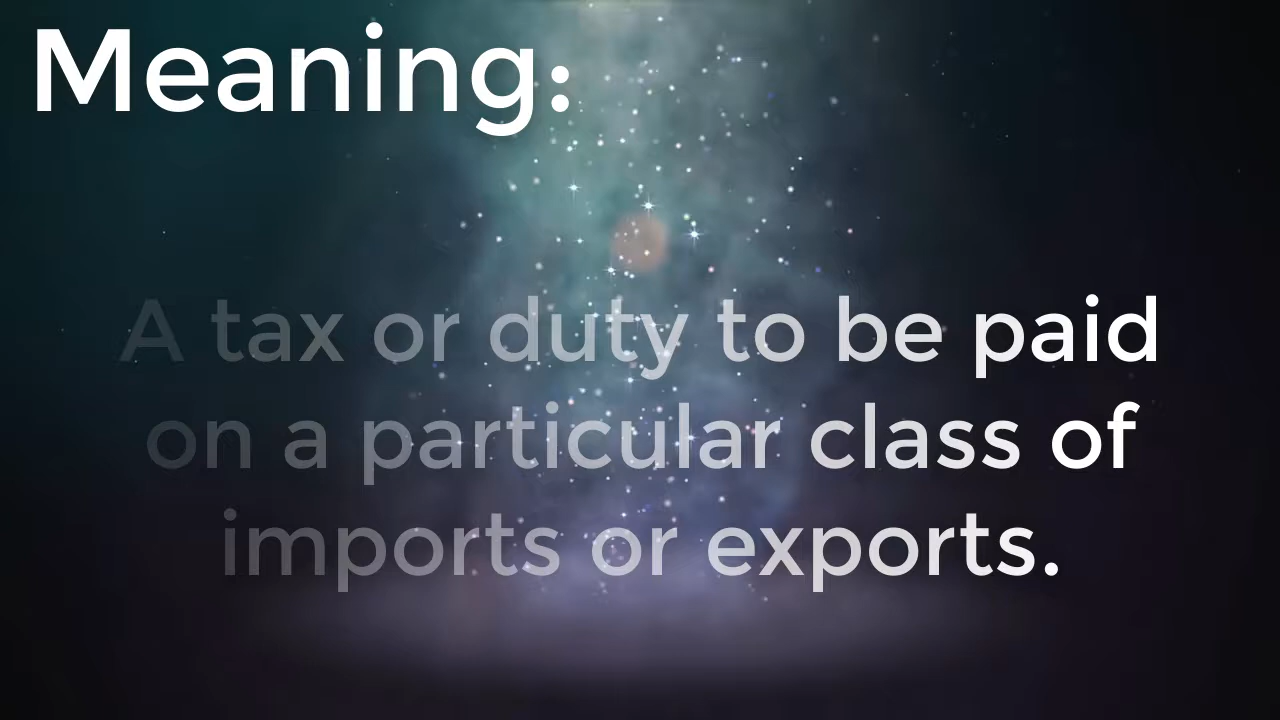 Meaning:
A tax or duty to be paid
on a particular class of
imports or exports.